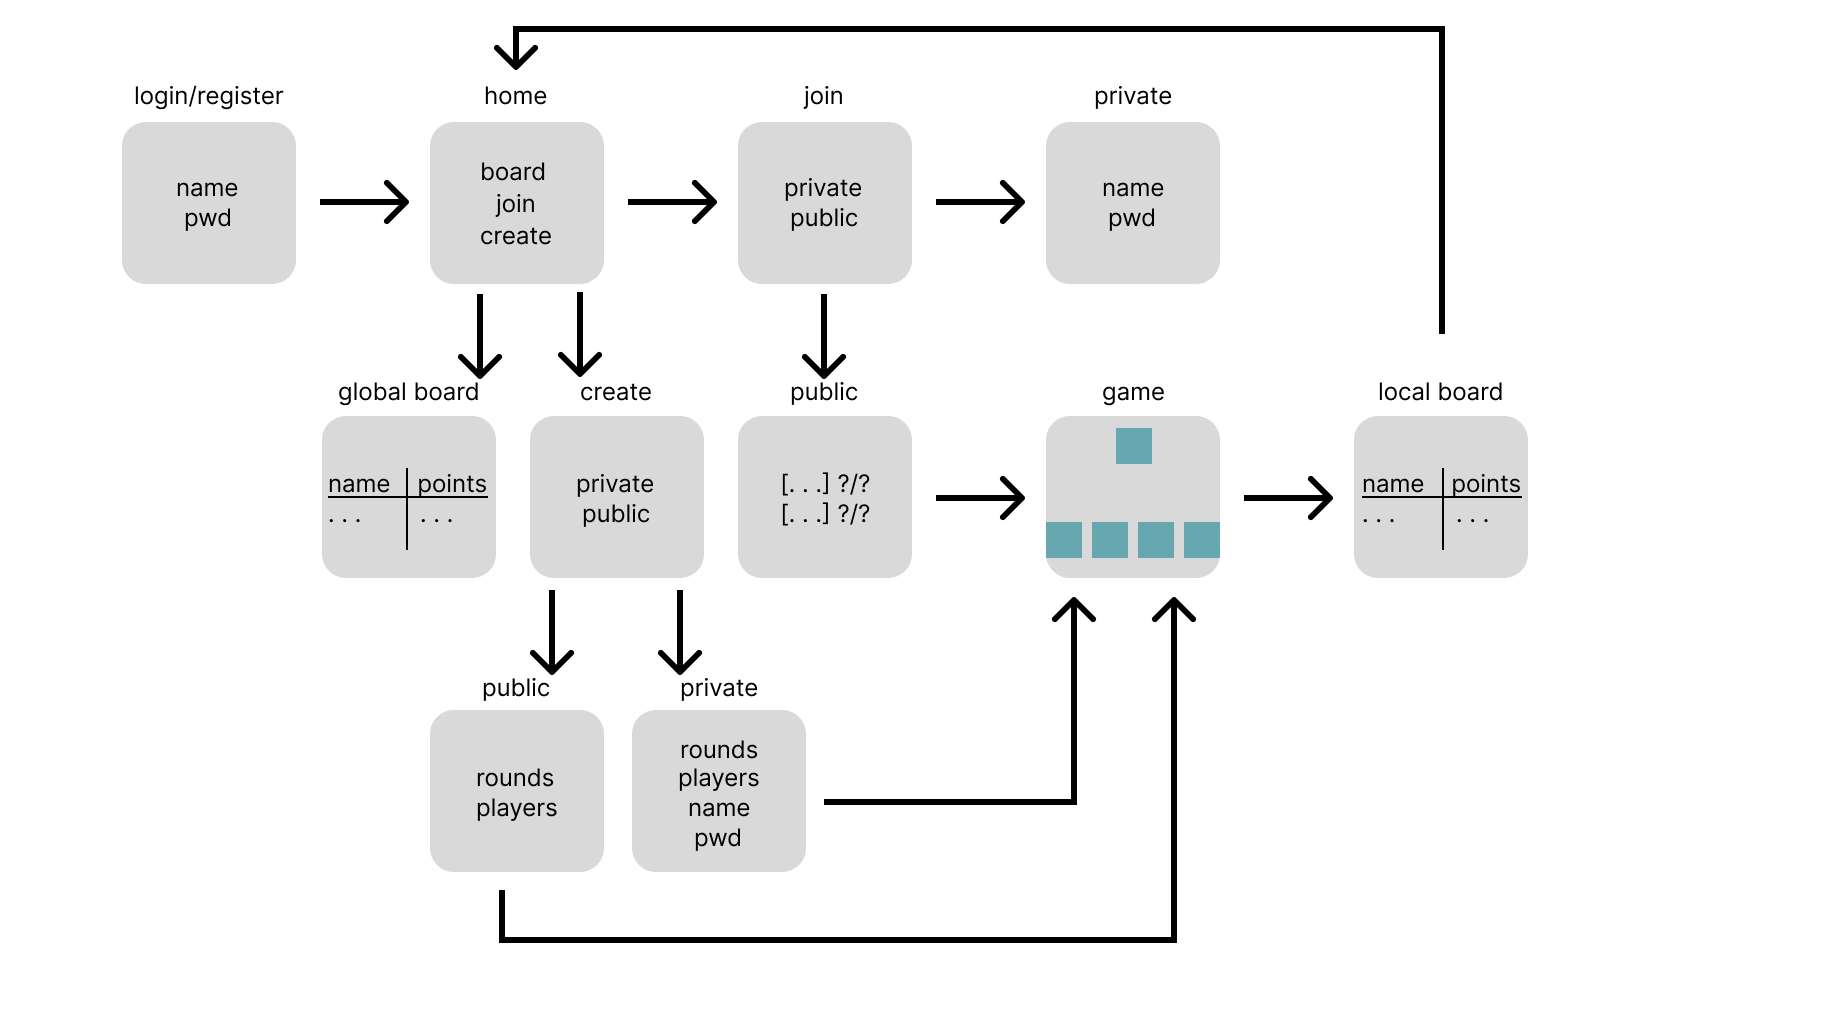 login/register
home
join
private
name
pwd
board
join
create
private
public
name
pwd
global board
create
public
game
local board
name points
. . . . . .
private
public
[. . .] ?/?
[. . .] ?/?
name points
. . . . . .
public
private
rounds
players
rounds
players
name
pwd